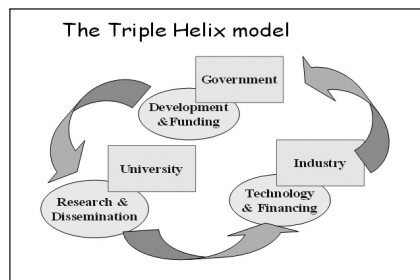 The Triple Helix model
Government
Development
&Funding
University
Industry
Research &
Dissemination
Technology
& Financing